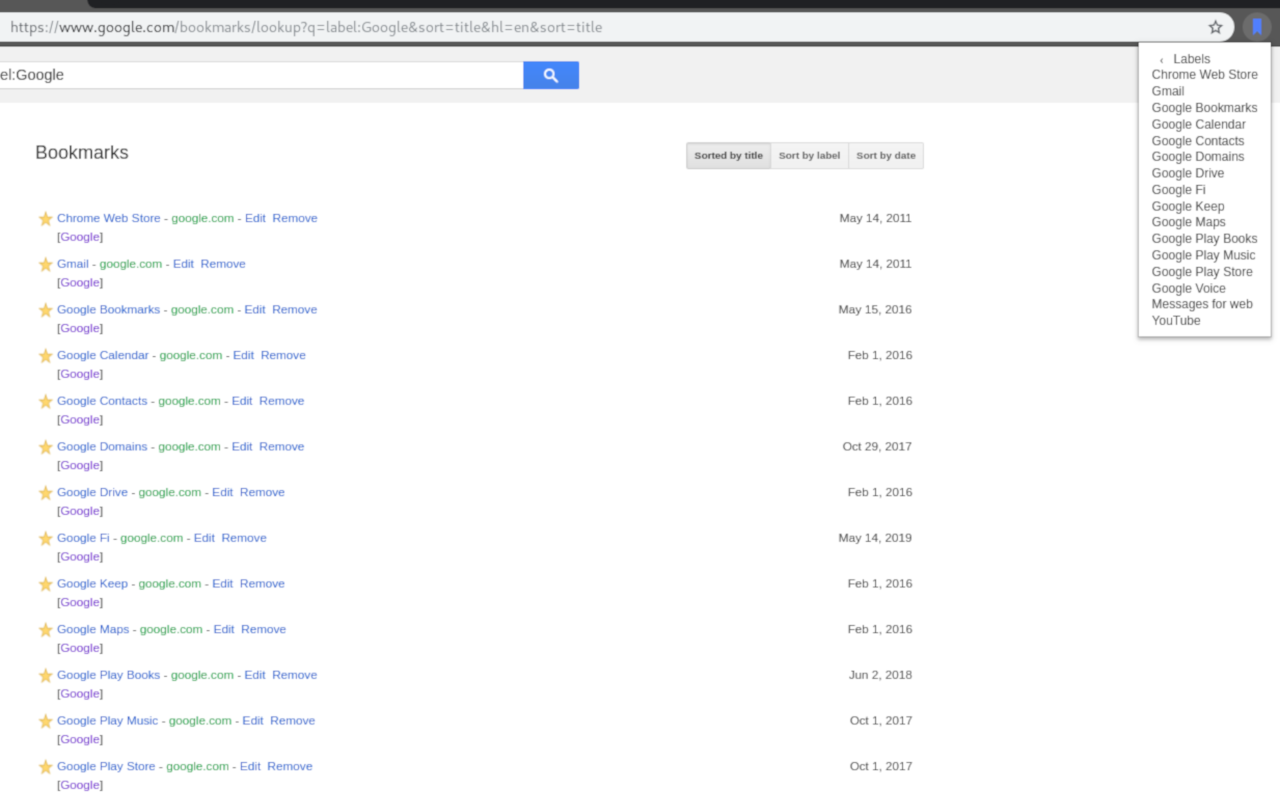 https://www.google.com/bookmarks/lookup?q=label:Google&sort=title&hl=en&sort=title
el:Google
‹ Labels
Chrome Web Store
Gmail
Google Bookmarks
Google Calendar
Google Contacts
Google Domains
Google Drive
Google Fi
Google Keep
Google Maps
Google Play Books
Google Play Music
Google Play Store
Google Voice
Messages for web
YouTube
Bookmarks
Sorted by title Sort by label Sort by date
Chrome Web Store - google.com - Edit Remove May 14, 2011
[Google]
Gmail - google.com - Edit Remove May 14, 2011
[Google]
Google Bookmarks - google.com - Edit Remove May 15, 2016
[Google]
Google Calendar - google.com - Edit Remove Feb 1, 2016
[Google]
Google Contacts - google.com - Edit Remove Feb 1, 2016
[Google]
Google Domains - google.com - Edit Remove Oct 29, 2017
[Google]
Google Drive - google.com - Edit Remove Feb 1, 2016
[Google]
Google Fi - google.com - Edit Remove May 14, 2019
[Google]
Google Keep - google.com - Edit Remove Feb 1, 2016
[Google]
Google Maps - google.com - Edit Remove Feb 1, 2016
[Google]
Google Play Books - google.com - Edit Remove Jun 2, 2018
[Google]
Google Play Music - google.com - Edit Remove Oct 1, 2017
[Google]
Google Play Store - google.com - Edit Remove Oct 1, 2017
[Google]